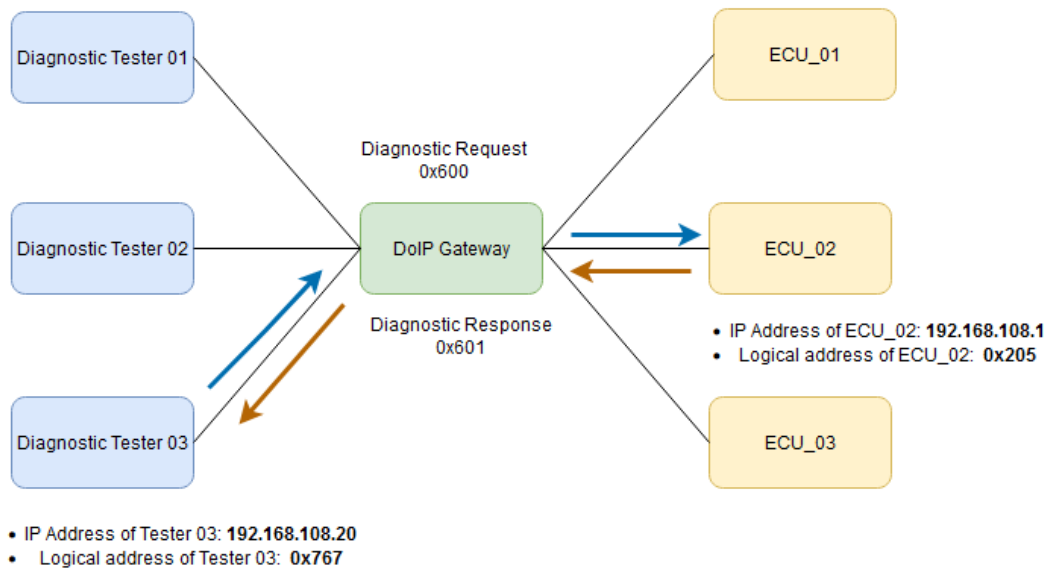 Diagnostic Tester 01
ECU_01
Diagnostic Request
0x600
Diagnostic Tester 02
DoIP Gateway
ECU_02
Diagnostic Response
0x601
• IP Address of ECU_02: 192.168.108.1
• Logical address of ECU_02: 0x205
Diagnostic Tester 03
ECU_03
• IP Address of Tester 03: 192.168.108.20
• Logical address of Tester 03: 0x767